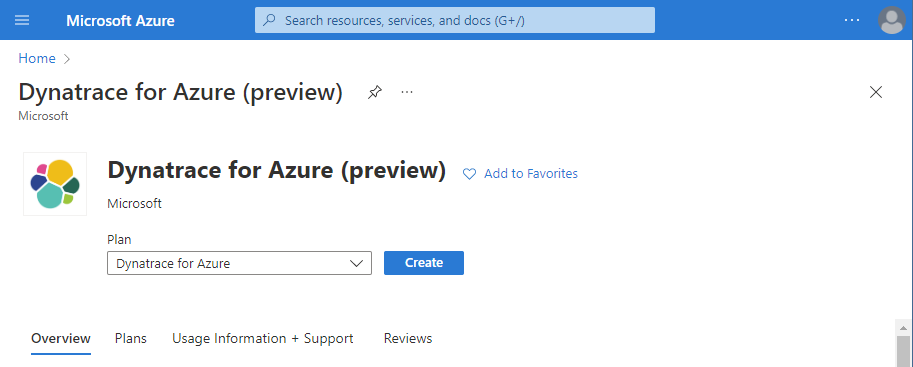 Microsoft Azure
Search resources, services, and docs (G+/)
Home
Dynatrace for Azure (preview)
Microsoft
Dynatrace for Azure (preview)
Add to Favorites
Microsoft
Plan
Dynatrace for Azure
Create
Overview Plans Usage Information + Support Reviews